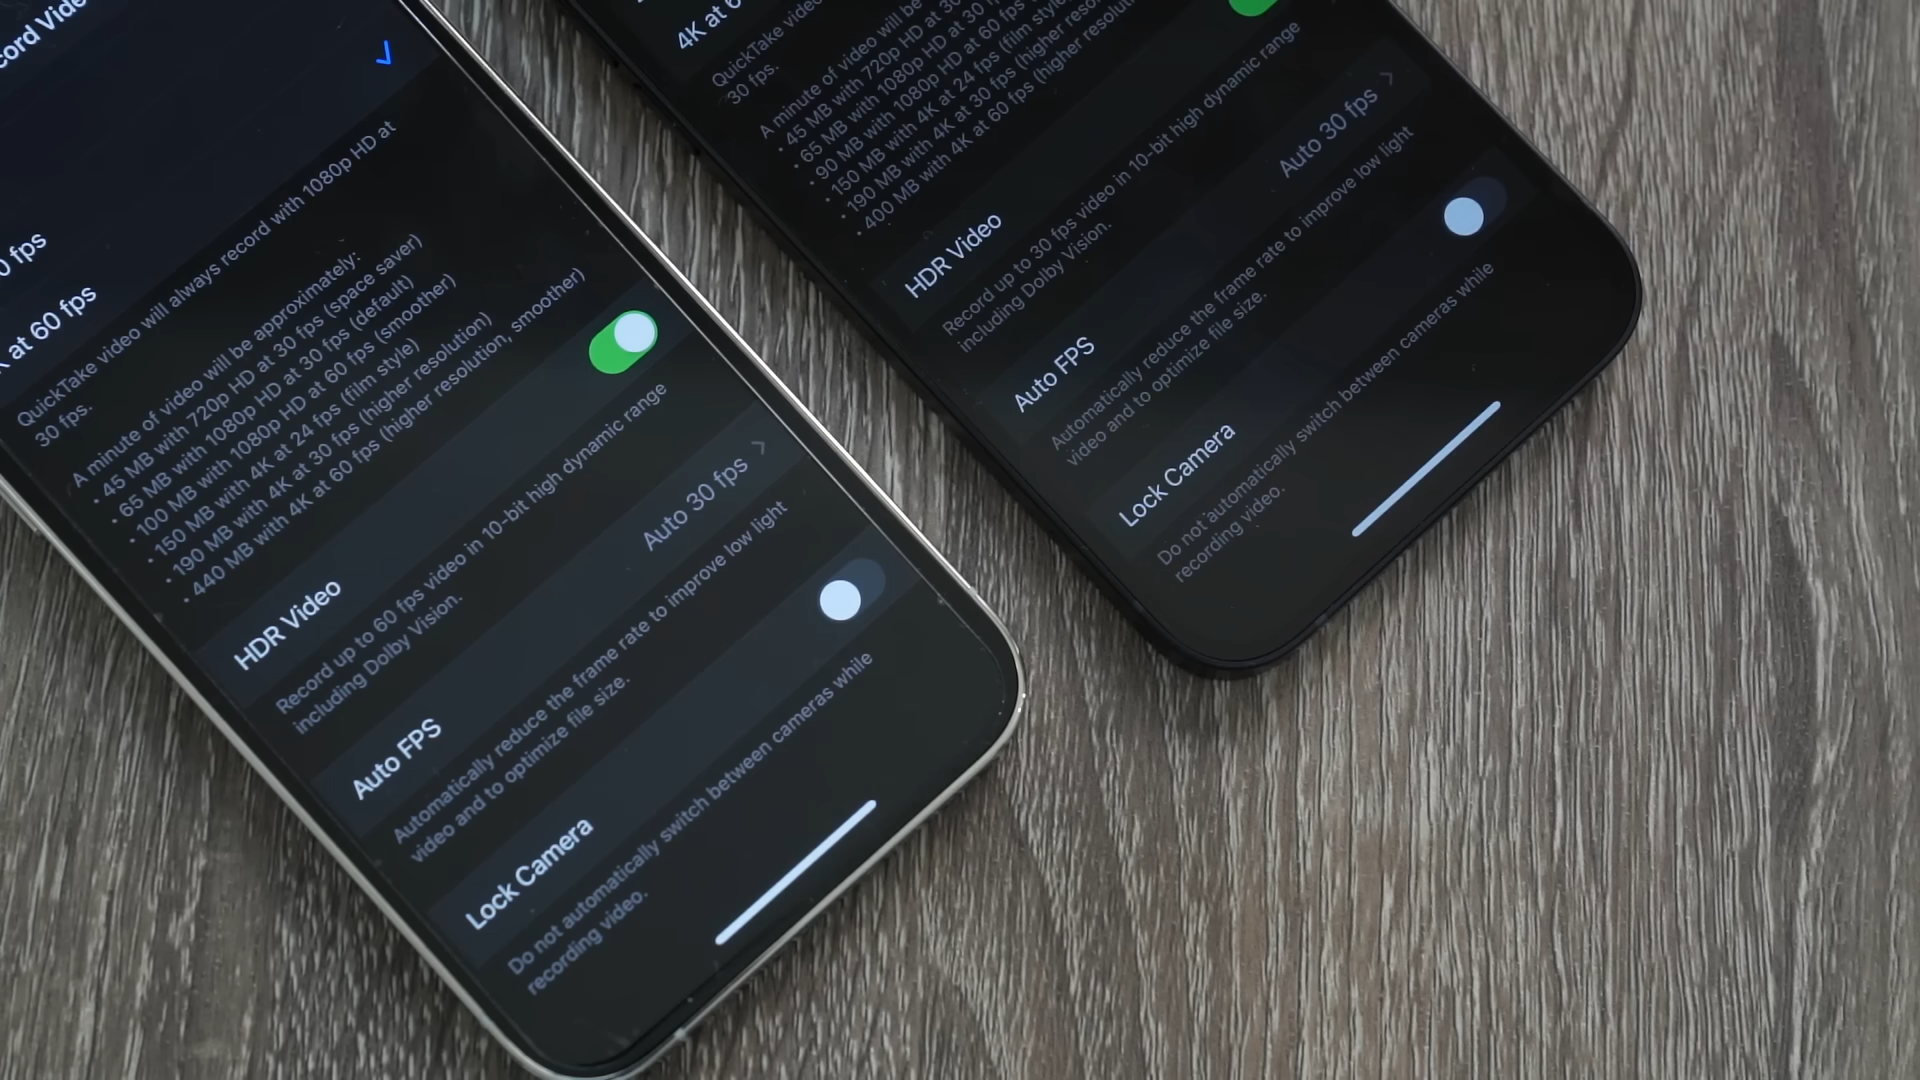 cord Vide
0 fps
K at 60 fps
QuickTake video will always record with 1080p HD at
30 fps.
A minute of video will be approximately:
• 45 MB with 720p HD at 30 fps (space saver)
• 65 MB with 1080p HD at 30 fps (default)
• 100 MB with 1080p HD at 60 fps (smoother)
• 150 MB with 4K at 24 fps (film style)
• 190 MB with 4K at 30 fps (higher resolution)
• 440 MB with 4K at 60 fps (higher resolution, smoother)
HDR Video
Record up to 60 fps video in 10-bit high dynamic range
including Dolby Vision.
Auto FPS Auto 30 fps
Automatically reduce the frame rate to improve low light
video and to optimize file size.
Lock Camera
Do not automatically switch between cameras while
recording video.
4K at 6
QuickTake video
30 fps.
A minute of video will be
• 45 MB with 720p HD at 30
• 65 MB with 1080p HD at 30
• 90 MB with 1080p HD at 60 fps
• 150 MB with 4K at 24 fps (film style
• 190 MB with 4K at 30 fps (higher resol
• 400 MB with 4K at 60 fps (higher resolution
HDR Video
Record up to 30 fps video in 10-bit high dynamic range
including Dolby Vision.
Auto FPS Auto 30 fps
Automatically reduce the frame rate to improve low light
video and to optimize file size.
Lock Camera
Do not automatically switch between cameras while
recording video.